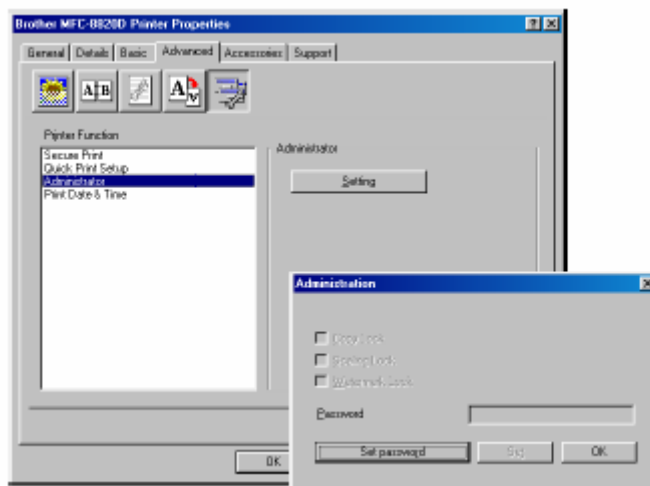 Brother MFC-8820D Printer Properties
General Details Basic Advanced Accessories Support
A B
A
Printer Function
Secure Print
Quick Print Setup
Administrator
Print Date & Time
Administrator
Setting
OK
Administration
Copy Lock
Scaling Lock
Watermark Lock
Password
Set password Set OK